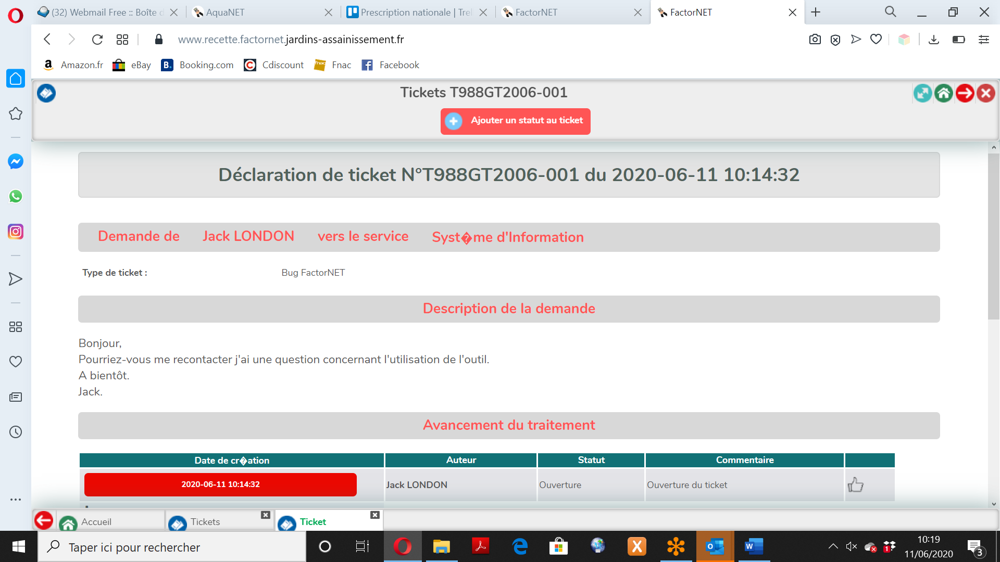 (32) Webmail Free :: Boîte d
AquaNET
Prescription nationale | Trel
FactorNET
FactorNET
www.recette.factornet.jardins-assainissement.fr
Amazon.fr
eBay
Booking.com
Cdiscount
Fnac
Facebook
Tickets T988GT2006-001
Ajouter un statut au ticket
Déclaration de ticket N°T988GT2006-001 du 2020-06-11 10:14:32
Demande de Jack LONDON vers le service Syst�me d'Information
Type de ticket : Bug FactorNET
Description de la demande
Bonjour,
Pourriez-vous me recontacter j'ai une question concernant l'utilisation de l'outil.
A bientôt.
Jack.
Avancement du traitement
Date de cr�ation Auteur Statut Commentaire
2020-06-11 10:14:32 Jack LONDON Ouverture Ouverture du ticket
Accueil
Tickets
Ticket
Taper ici pour rechercher
10:19
11/06/2020
3